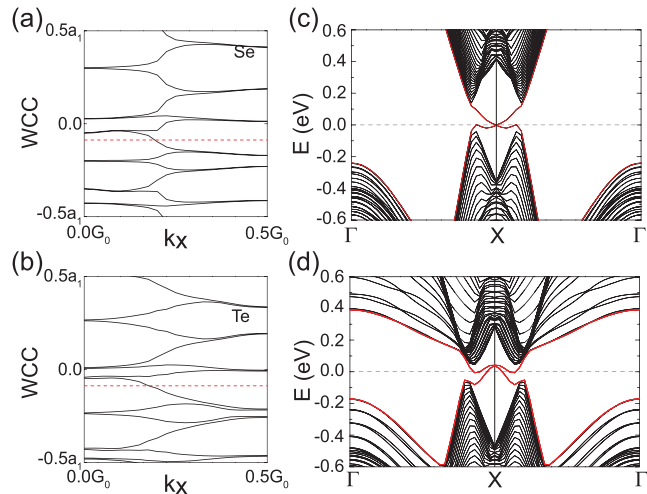 (a)
0.5a₁
Se
WCC
0.0
-0.5a₁
0.0G₀
kx
0.5G₀
(c)
E (eV)
0.6
0.4
0.2
0.0
-0.2
-0.4
-0.6
Γ
X
Γ
(b)
0.5a₁
Te
WCC
0.0
-0.5a₁
0.0G₀
kx
0.5G₀
(d)
E (eV)
0.6
0.4
0.2
0.0
-0.2
-0.4
-0.6
Γ
X
Γ